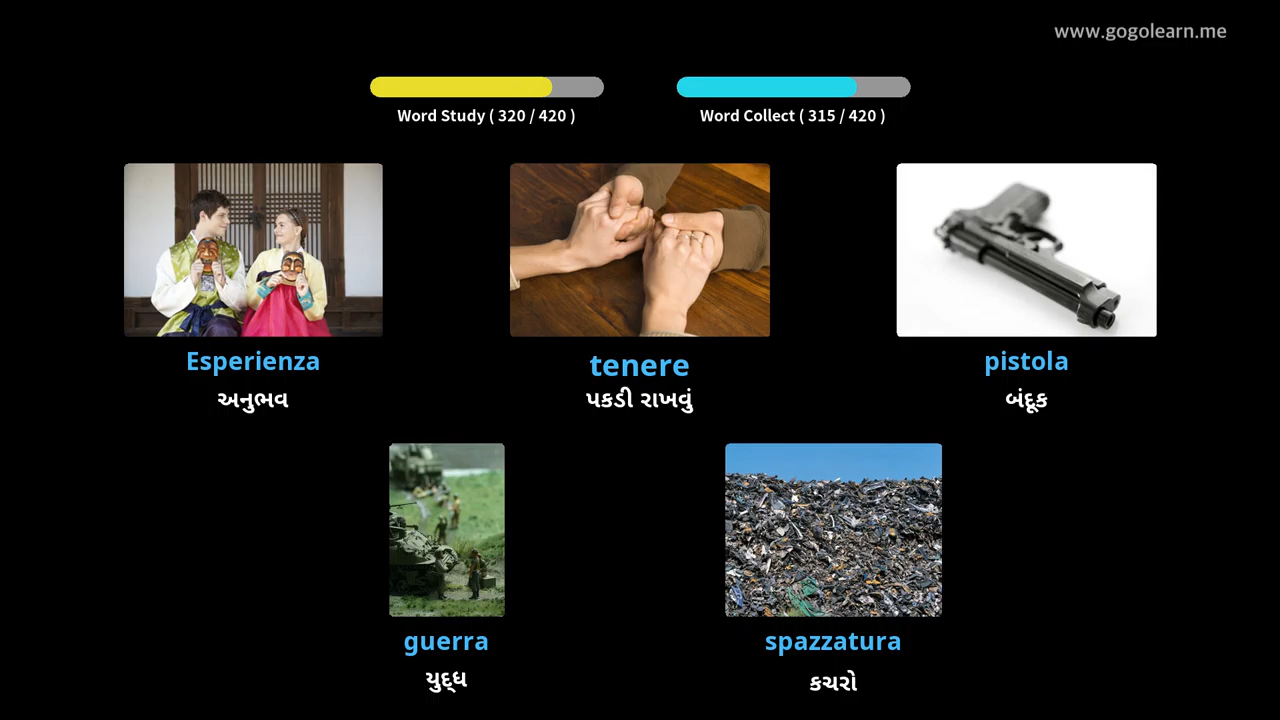 www.gogolearn.me
Word Study ( 320 / 420 )
Word Collect ( 315 / 420 )
Esperienza
અનુભવ
tenere
પકડી રાખવું
pistola
બંદૂક
guerra
યુદ્ધ
spazzatura
કચરો